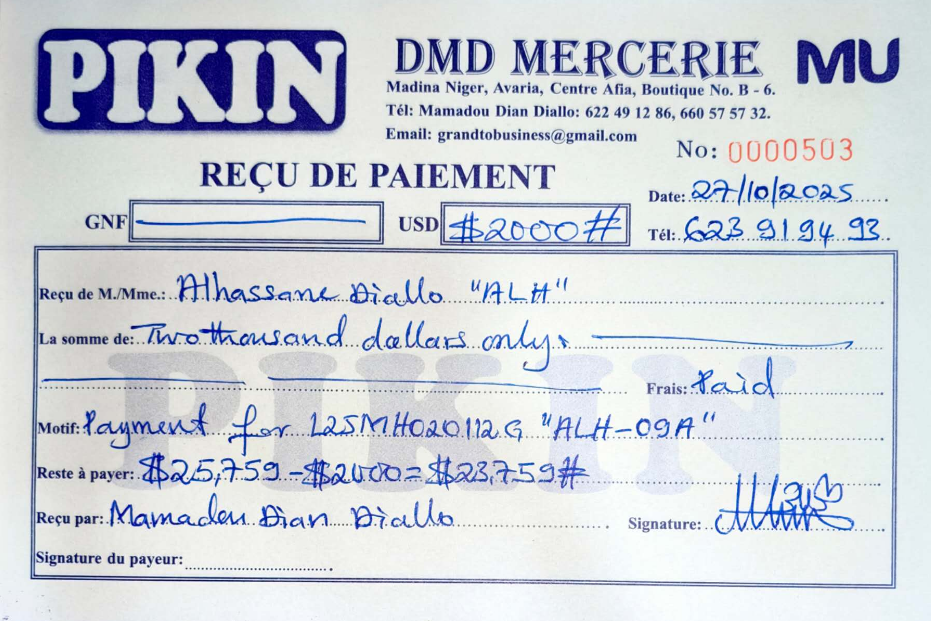 PIKIN
DMD MERCERIE
MU
Madina Niger, Avaria, Centre Afia, Boutique No. B - 6.
Tél: Mamadou Dian Diallo: 622 49 12 86, 660 57 57 32.
Email: grandtobusiness@gmail.com
No: 0000503
REÇU DE PAIEMENT
Date: 27/10/2025
GNF
USD $2000#
Tél: 623 91 94 93
Reçu de M./Mme.: Alhassane Diallo "ALH"
La somme de: Two thousand dollars only.
Frais: Paid
PIKIN
Motif: Payment for L25MH020112G "ALH-09A"
Reste à payer: $25,759 - $2000 = $23,759#
Reçu par: Mamadou Dian Diallo
Signature:
Signature du payeur: